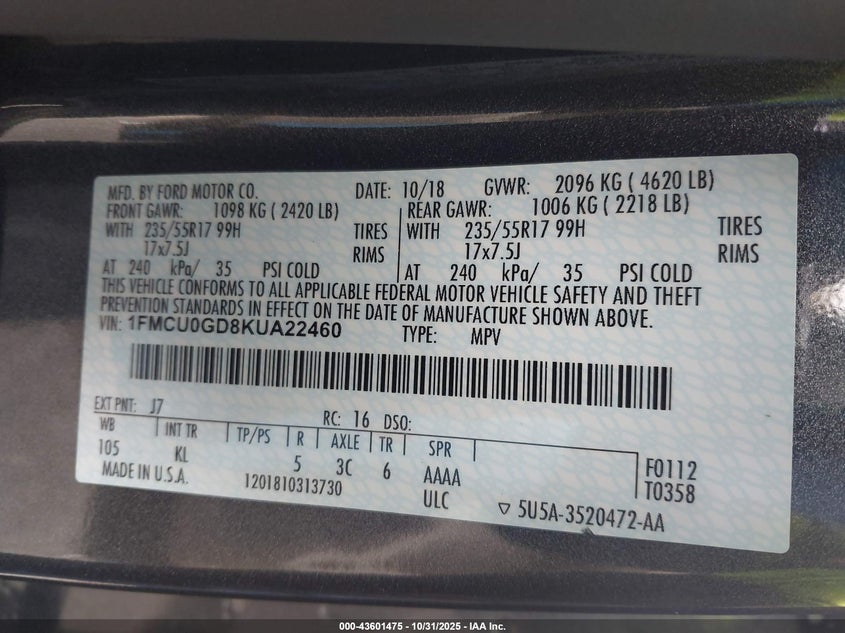 MFD. BY FORD MOTOR CO. DATE: 10/18 GVWR: 2096 KG ( 4620 LB)
FRONT GAWR: 1098 KG ( 2420 LB) REAR GAWR: 1006 KG ( 2218 LB)
WITH 235/55R17 99H TIRES WITH 235/55R17 99H TIRES
17x7.5J RIMS 17x7.5J RIMS
AT 240 kPa/ 35 PSI COLD AT 240 kPa/ 35 PSI COLD
THIS VEHICLE CONFORMS TO ALL APPLICABLE FEDERAL MOTOR VEHICLE SAFETY AND THEFT
PREVENTION STANDARDS IN EFFECT ON THE DATE OF MANUFACTURE SHOWN ABOVE.
VIN: 1FMCU0GD8KUA22460 TYPE: MPV
EXT PNT: J7 RC: 16 DSO:
WB INT TR TP/PS R AXLE TR SPR
105 KL 5 3C 6 AAAA F0112
MADE IN U.S.A. 1201810313730 ULC T0358
▽ 5U5A-3520472-AA
000-43601475 - 10/31/2025 - IAA Inc.